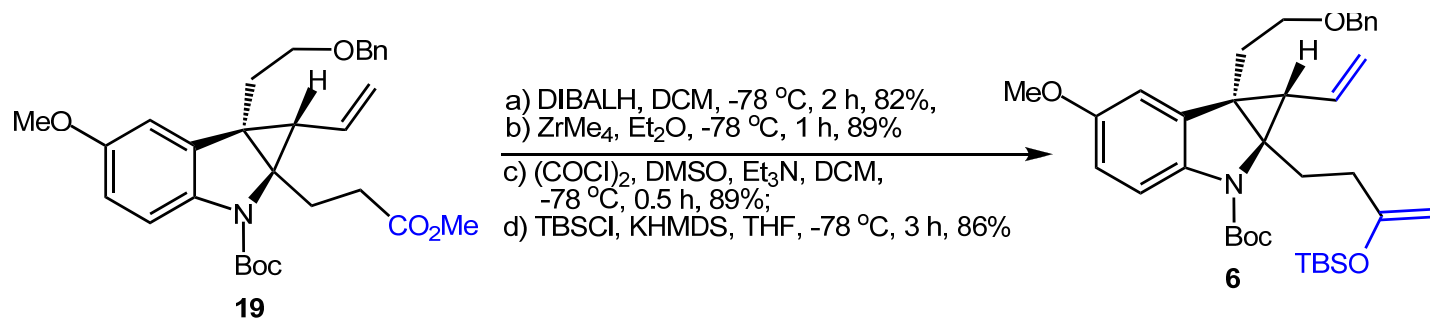 OBn
H
MeO
N
Boc
CO₂Me
19
a) DIBALH, DCM, -78 °C, 2 h, 82%,
b) ZrMe₄, Et₂O, -78 °C, 1 h, 89%
c) (COCl)₂, DMSO, Et₃N, DCM,
-78 °C, 0.5 h, 89%;
d) TBSCl, KHMDS, THF, -78 °C, 3 h, 86%
OBn
H
MeO
N
Boc
TBSO
6